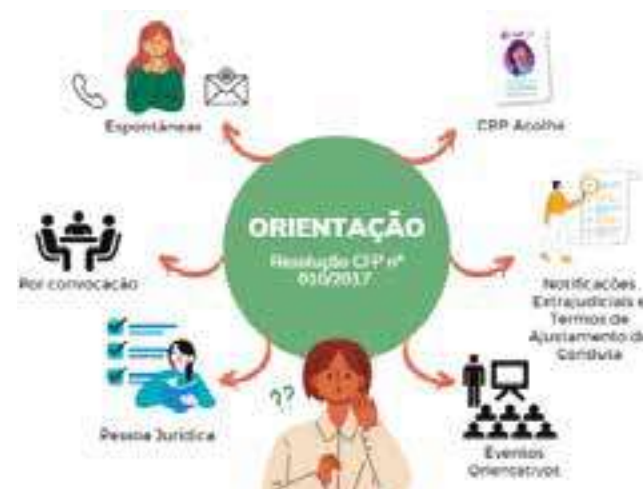 Espontâneas
CRP Acolhe
ORIENTAÇÃO
Resolução CFP nº
010/2017
Por convocação
Notificações
Extrajudiciais e
Termos de
Ajustamento de
Conduta
??
Pessoa Jurídica
Eventos
Orientativos